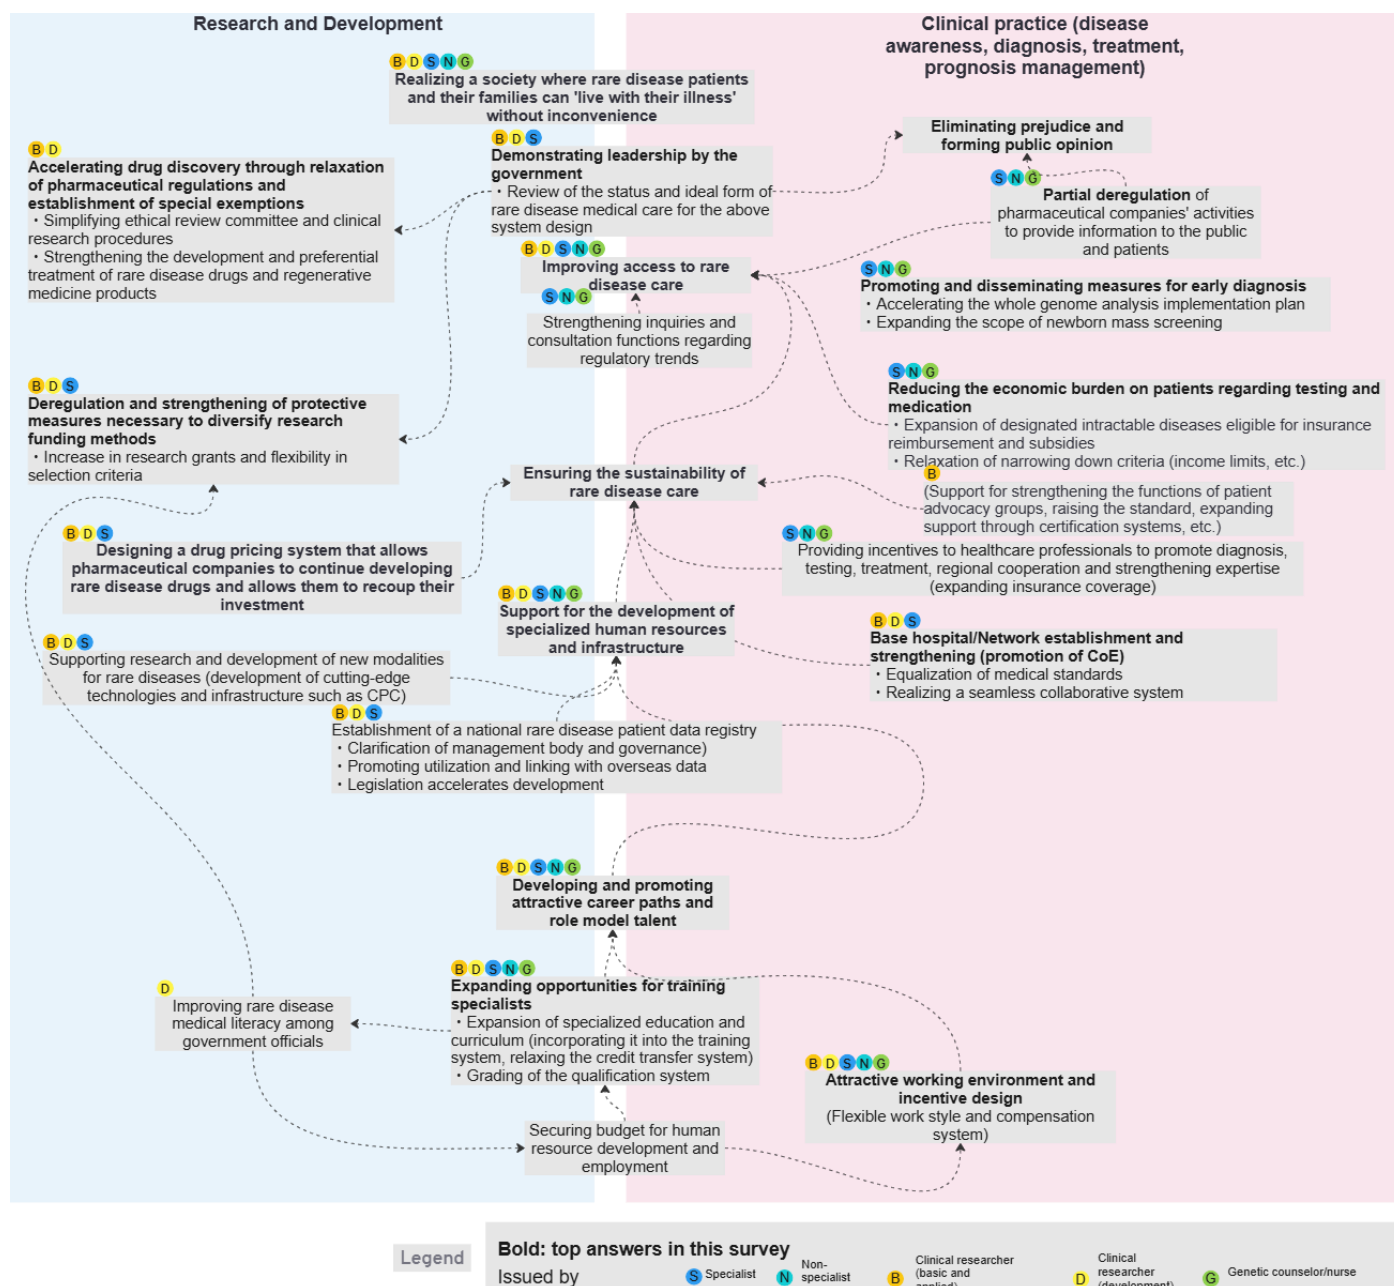 Research and Development
Clinical practice (disease
awareness, diagnosis, treatment,
prognosis management)
B D S N G
Realizing a society where rare disease patients
and their families can 'live with their illness'
without inconvenience
B D
Accelerating drug discovery through relaxation
of pharmaceutical regulations and
establishment of special exemptions
・Simplifying ethical review committee and clinical
research procedures
・Strengthening the development and preferential
treatment of rare disease drugs and regenerative
medicine products
B D S
Demonstrating leadership by the
government
・Review of the status and ideal form of
rare disease medical care for the above
system design
Eliminating prejudice and
forming public opinion
S N G
Partial deregulation of
pharmaceutical companies' activities
to provide information to the public
and patients
B D S N G
Improving access to rare
disease care
S N G
Strengthening inquiries and
consultation functions regarding
regulatory trends
S N G
Promoting and disseminating measures for early diagnosis
・Accelerating the whole genome analysis implementation plan
・Expanding the scope of newborn mass screening
B D S
Deregulation and strengthening of protective
measures necessary to diversify research
funding methods
・Increase in research grants and flexibility in
selection criteria
S N G
Reducing the economic burden on patients regarding testing and
medication
・Expansion of designated intractable diseases eligible for insurance
reimbursement and subsidies
・Relaxation of narrowing down criteria (income limits, etc.)
Ensuring the sustainability of
rare disease care
B
(Support for strengthening the functions of patient
advocacy groups, raising the standard, expanding
support through certification systems, etc.)
B D S
Designing a drug pricing system that allows
pharmaceutical companies to continue developing
rare disease drugs and allows them to recoup their
investment
S N G
Providing incentives to healthcare professionals to promote diagnosis,
testing, treatment, regional cooperation and strengthening expertise
(expanding insurance coverage)
B D S N G
Support for the development of
specialized human resources
and infrastructure
B D S
Base hospital/Network establishment and
strengthening (promotion of CoE)
・Equalization of medical standards
・Realizing a seamless collaborative system
B D S
Supporting research and development of new modalities
for rare diseases (development of cutting-edge
technologies and infrastructure such as CPC)
B D S
Establishment of a national rare disease patient data registry
・Clarification of management body and governance)
・Promoting utilization and linking with overseas data
・Legislation accelerates development
B D S N G
Developing and promoting
attractive career paths and
role model talent
B D S N G
Expanding opportunities for training
specialists
・Expansion of specialized education and
curriculum (incorporating it into the training
system, relaxing the credit transfer system)
・Grading of the qualification system
D
Improving rare disease
medical literacy among
government officials
B D S N G
Attractive working environment and
incentive design
(Flexible work style and compensation
system)
Securing budget for human
resource development and
employment
Legend
Bold: top answers in this survey
Issued by
S Specialist
N Non-
specialist
B Clinical researcher
(basic and
applied)
D Clinical
researcher
(development)
G Genetic counselor/nurse